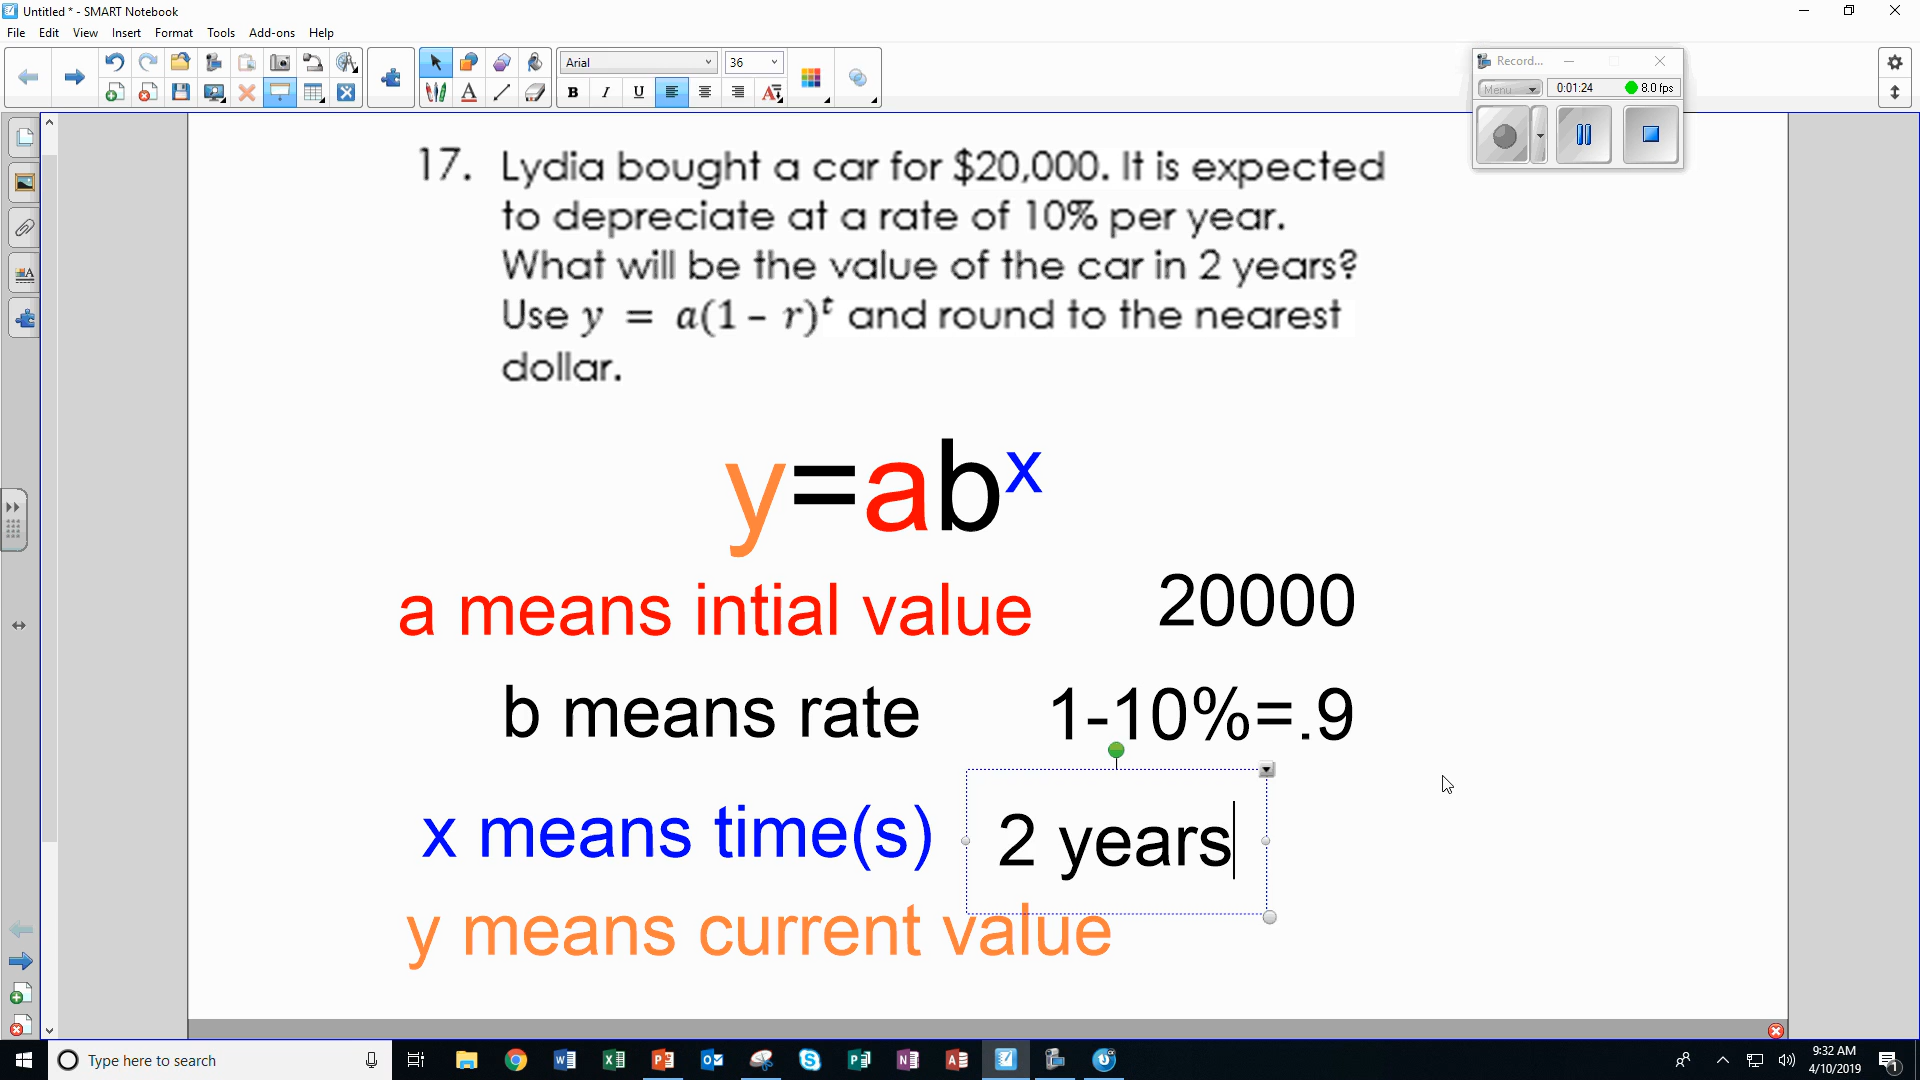 Untitled * - SMART Notebook
File Edit View Insert Format Tools Add-ons Help
Arial 36
B I U
Record...
Menu 0:01:24 8.0 fps
17. Lydia bought a car for $20,000. It is expected
to depreciate at a rate of 10% per year.
What will be the value of the car in 2 years?
Use y = a(1 – r)ᵗ and round to the nearest
dollar.
y=abˣ
a means intial value 20000
b means rate 1-10%=.9
x means time(s) 2 years
y means current value
Type here to search
9:32 AM
4/10/2019